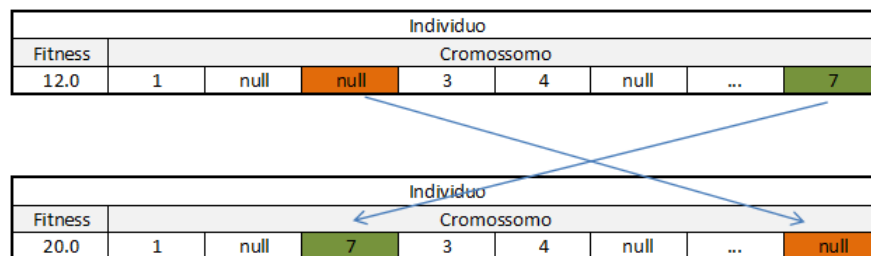 Individuo
Fitness Cromossomo
12.0 1 null null 3 4 null ... 7
Individuo
Fitness Cromossomo
20.0 1 null 7 3 4 null ... null